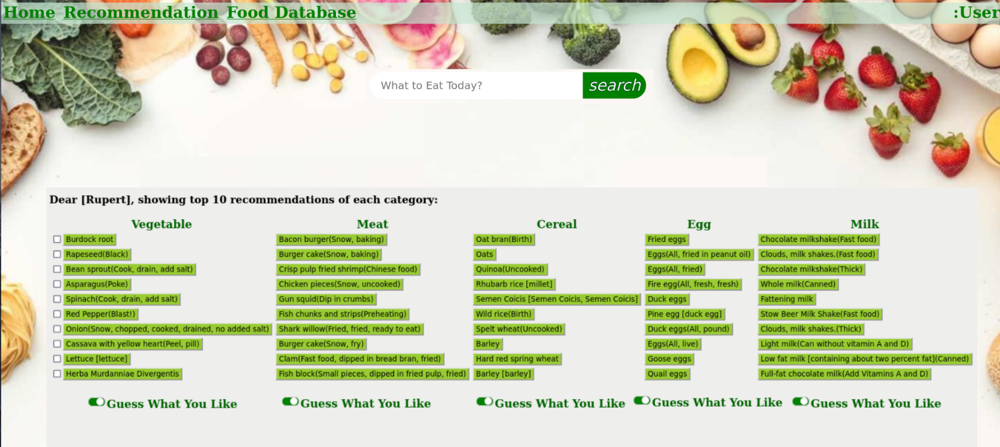 Home Recommendation Food Database :User
What to Eat Today? search
Dear [Rupert], showing top 10 recommendations of each category:
Vegetable Meat Cereal Egg Milk
Burdock root Bacon burger(Snow, baking) Oat bran(Birth) Fried eggs Chocolate milkshake(Fast food)
Rapeseed(Black) Burger cake(Snow, baking) Oats Eggs(All, fried in peanut oil) Clouds, milk shakes.(Fast food)
Bean sprout(Cook, drain, add salt) Crisp pulp fried shrimp(Chinese food) Quinoa(Uncooked) Eggs(All, fried) Chocolate milkshake(Thick)
Asparagus(Poke) Chicken pieces(Snow, uncooked) Rhubarb rice [millet] Fire egg(All, fresh, fresh) Whole milk(Canned)
Spinach(Cook, drain, add salt) Gun squid(Dip in crumbs) Semen Coicis [Semen Coicis, Semen Coicis] Duck eggs Fattening milk
Red Pepper(Blast!) Fish chunks and strips(Preheating) Wild rice(Birth) Pine egg [duck egg] Stow Beer Milk Shake(Fast food)
Onion(Snow, chopped, cooked, drained, no added salt) Shark willow(Fried, fried, ready to eat) Spelt wheat(Uncooked) Duck eggs(All, pound) Clouds, milk shakes.(Thick)
Cassava with yellow heart(Peel, pill) Burger cake(Snow, fry) Barley Eggs(All, live) Light milk(Can without vitamin A and D)
Lettuce [lettuce] Clam(Fast food, dipped in bread bran, fried) Hard red spring wheat Goose eggs Low fat milk [containing about two percent fat](Canned)
Herba Murdanniae Divergentis Fish block(Small pieces, dipped in fried pulp, fried) Barley [barley] Quail eggs Full-fat chocolate milk(Add Vitamins A and D)
Guess What You Like Guess What You Like Guess What You Like Guess What You Like Guess What You Like